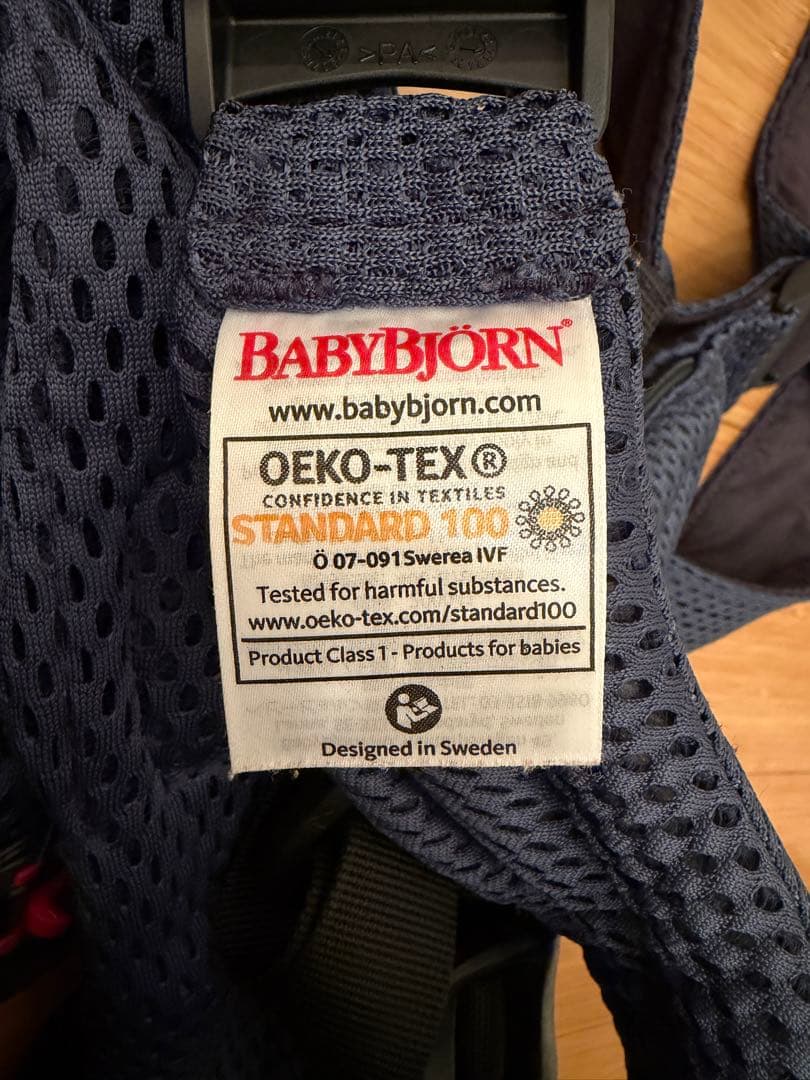 >PA<
BABYBJÖRN®
www.babybjorn.com
OEKO-TEX®
CONFIDENCE IN TEXTILES
STANDARD 100
Ö 07-091 Swerea IVF
Tested for harmful substances.
www.oeko-tex.com/standard100
Product Class 1 - Products for babies
Designed in Sweden